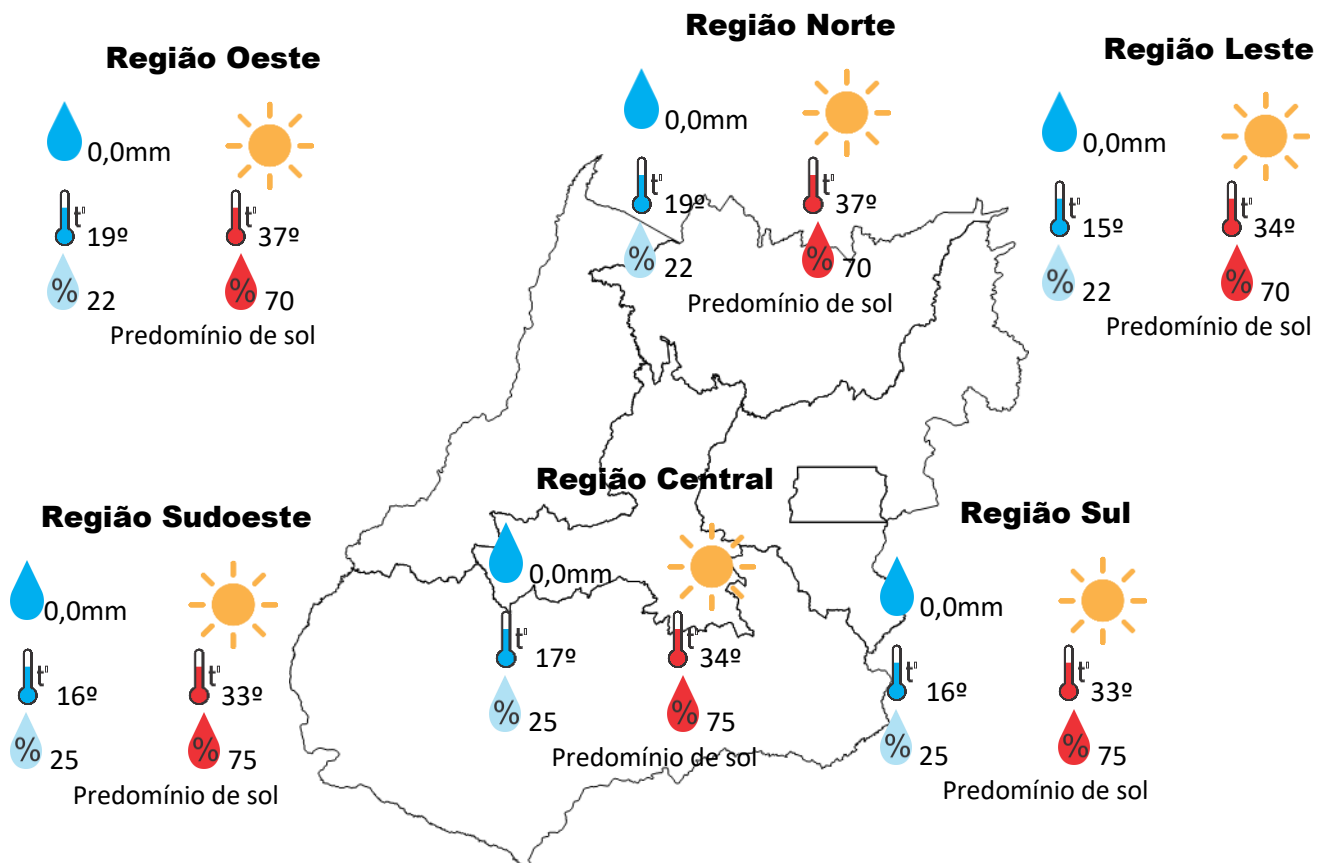 Região Oeste
0,0mm
t°
19º
t°
37º
%
22
%
70
Predomínio de sol
Região Norte
0,0mm
t°
19º
t°
37º
%
22
%
70
Predomínio de sol
Região Leste
0,0mm
t°
15º
t°
34º
%
22
%
70
Predomínio de sol
Região Sudoeste
0,0mm
t°
16º
t°
33º
%
25
%
75
Predomínio de sol
Região Central
0,0mm
t°
17º
t°
34º
%
25
%
75
Predomínio de sol
Região Sul
0,0mm
t°
16º
t°
33º
%
25
%
75
Predomínio de sol